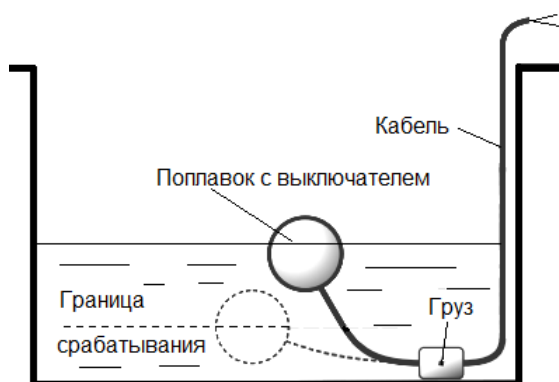 Кабель
Поплавок с выключателем
Граница
срабатывания
Груз